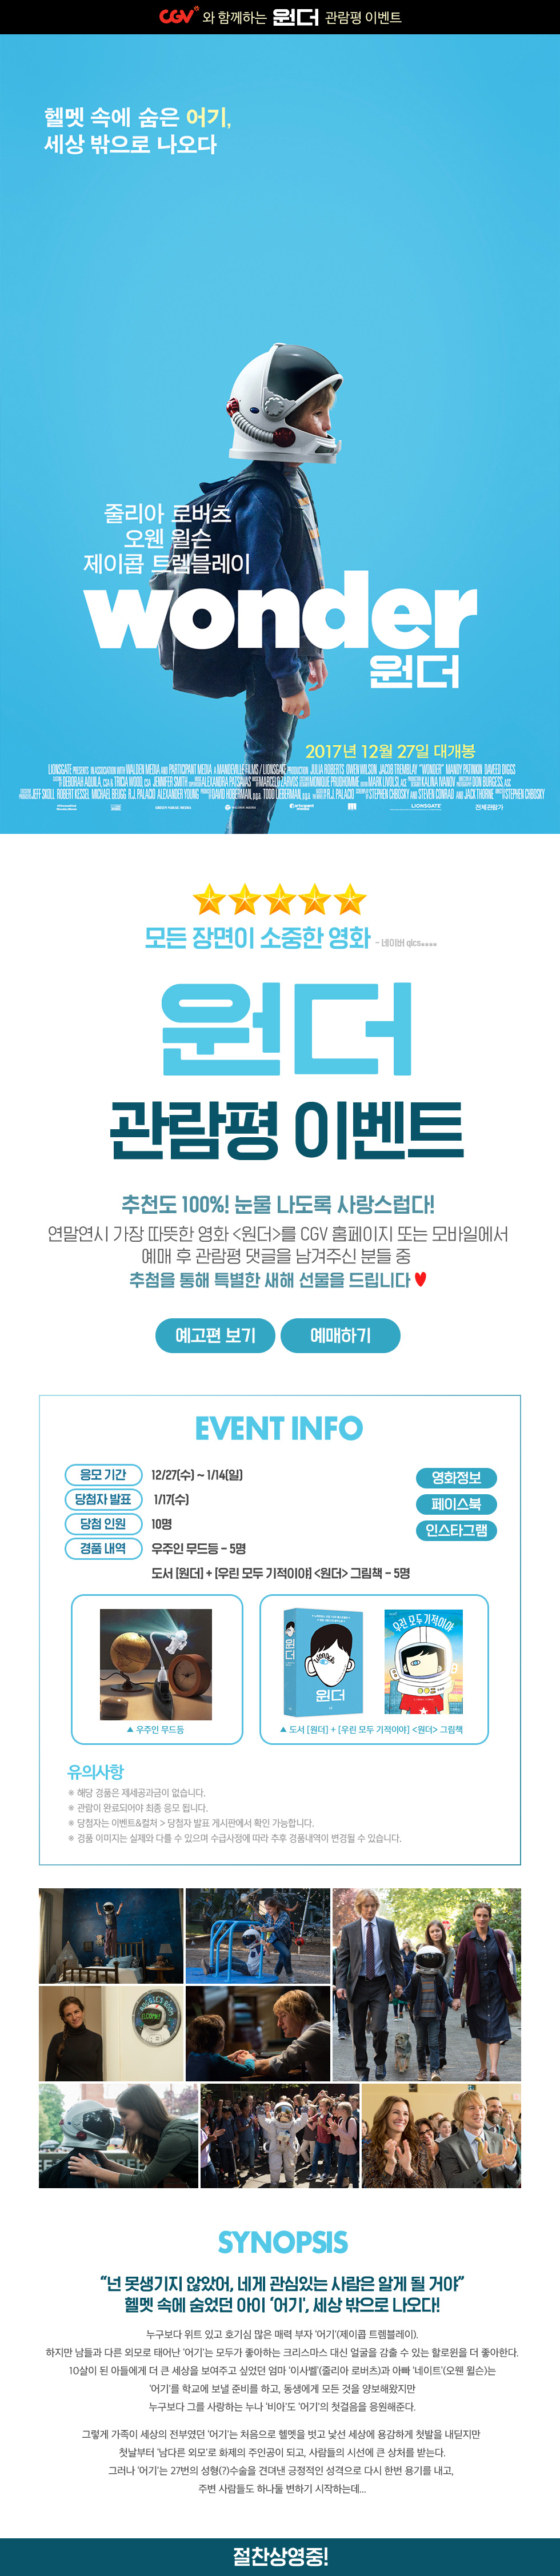 CGV 와 함께하는 원더 관람평 이벤트
헬멧 속에 숨은 어기,
세상 밖으로 나오다
줄리아 로버츠
오웬 윌슨
제이콥 트렘블레이
wonder
원더
2017년 12월 27일 대개봉
LIONSGATE
전체관람가
모든 장면이 소중한 영화 - 네이버 qlcs****
원더
관람평 이벤트
추천도 100%! 눈물 나도록 사랑스럽다!
연말연시 가장 따뜻한 영화 <원더>를 CGV 홈페이지 또는 모바일에서
예매 후 관람평 댓글을 남겨주신 분들 중
추첨을 통해 특별한 새해 선물을 드립니다
예고편 보기 예매하기
EVENT INFO
응모 기간 12/27(수) ~ 1/14(일)
당첨자 발표 1/17(수)
당첨 인원 10명
경품 내역 우주인 무드등 - 5명
도서 [원더] + [우린 모두 기적이야] <원더> 그림책 - 5명
영화정보
페이스북
인스타그램
원더
wonder
원더
우린 모두 기적이야
▲ 우주인 무드등
▲ 도서 [원더] + [우린 모두 기적이야] <원더> 그림책
유의사항
※ 해당 경품은 제세공과금이 없습니다.
※ 관람이 완료되어야 최종 응모 됩니다.
※ 당첨자는 이벤트&컬처 > 당첨자 발표 게시판에서 확인 가능합니다.
※ 경품 이미지는 실제와 다를 수 있으며 수급사정에 따라 추후 경품내역이 변경될 수 있습니다.
SYNOPSIS
“넌 못생기지 않았어, 네게 관심있는 사람은 알게 될 거야”
헬멧 속에 숨었던 아이 ‘어기’, 세상 밖으로 나오다!
누구보다 위트 있고 호기심 많은 매력 부자 ‘어기’(제이콥 트렘블레이).
하지만 남들과 다른 외모로 태어난 ‘어기’는 모두가 좋아하는 크리스마스 대신 얼굴을 감출 수 있는 할로윈을 더 좋아한다.
10살이 된 아들에게 더 큰 세상을 보여주고 싶었던 엄마 ‘이사벨’(줄리아 로버츠)과 아빠 ‘네이트’(오웬 윌슨)는
‘어기’를 학교에 보낼 준비를 하고, 동생에게 모든 것을 양보해왔지만
누구보다 그를 사랑하는 누나 ‘비아’도 ‘어기’의 첫걸음을 응원해준다.
그렇게 가족이 세상의 전부였던 ‘어기’는 처음으로 헬멧을 벗고 낯선 세상에 용감하게 첫발을 내딛지만
첫날부터 ‘남다른 외모’로 화제의 주인공이 되고, 사람들의 시선에 큰 상처를 받는다.
그러나 ‘어기’는 27번의 성형(?)수술을 견뎌낸 긍정적인 성격으로 다시 한번 용기를 내고,
주변 사람들도 하나둘 변하기 시작하는데...
절찬상영중!